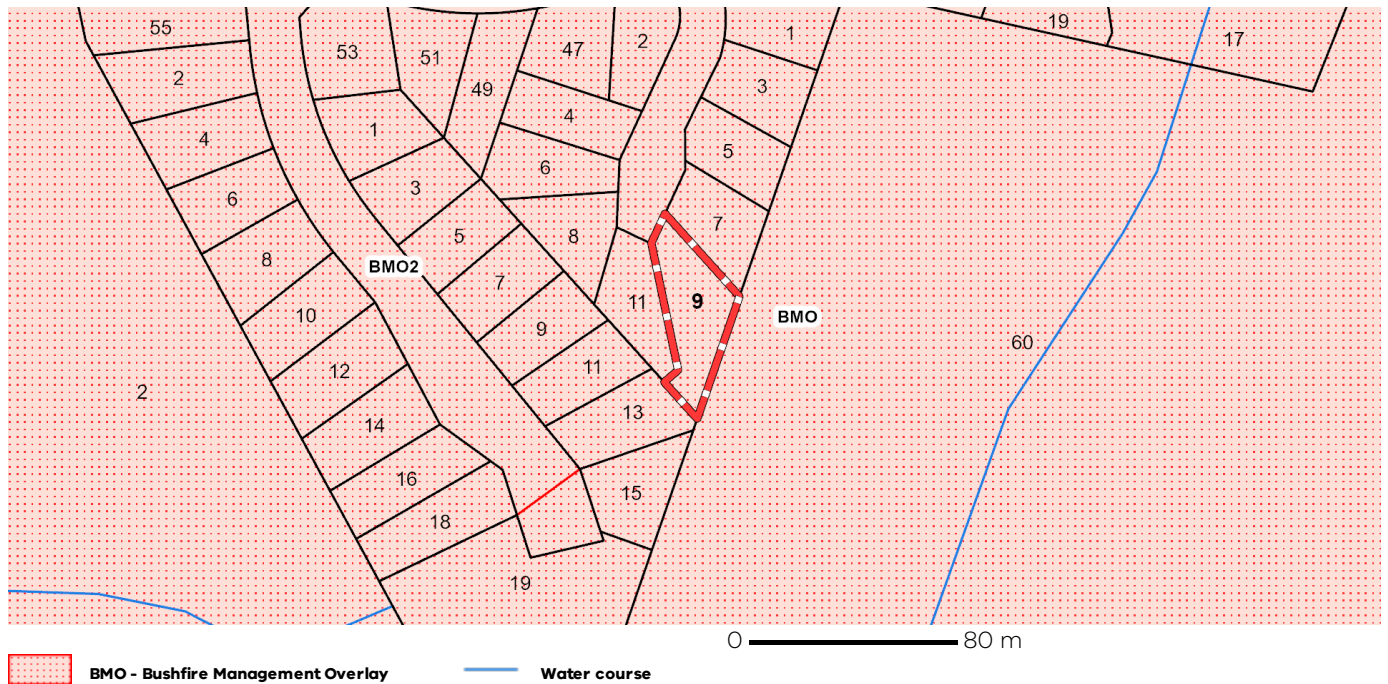 55 53 51 47 2 1 19 17
2 49 3
4 1 4 5
6 3 6
8 5 8 7
BMO2
10 7 11 9 BMO
12 9 60
2 14 11 13
16 15
18
19
0 80 m
BMO - Bushfire Management Overlay Water course